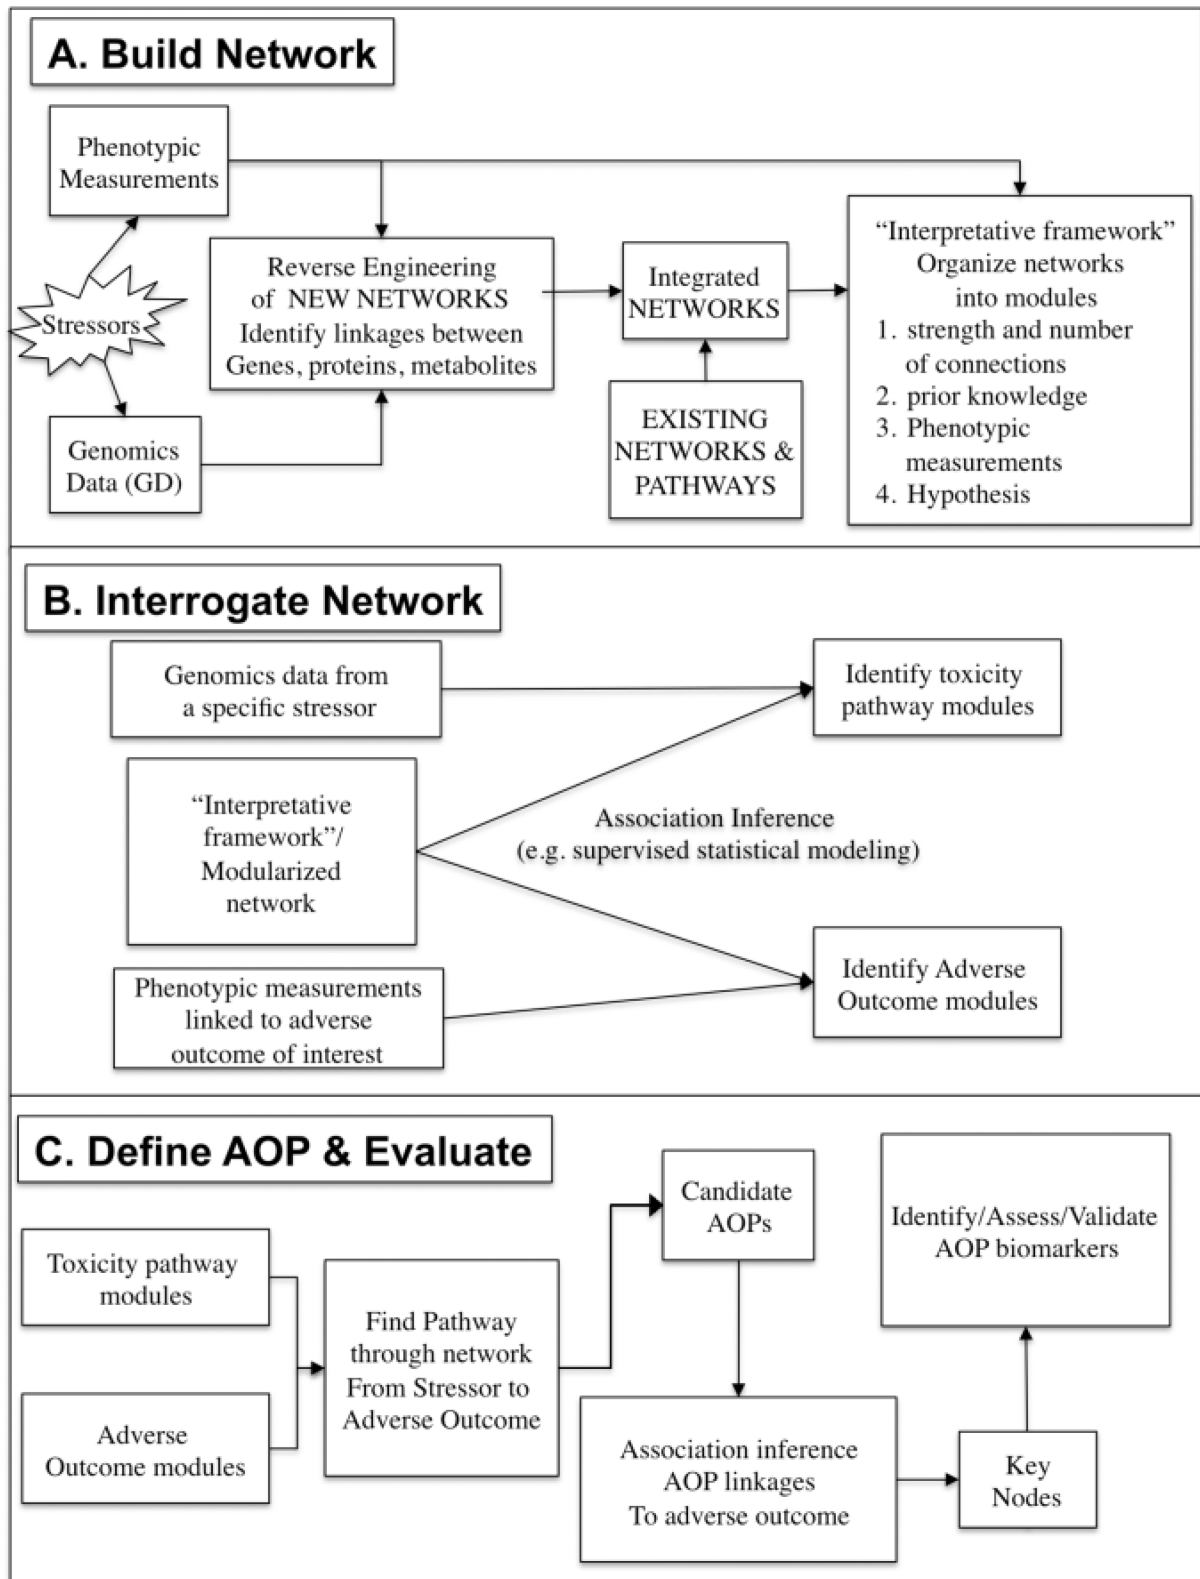 A. Build Network
Phenotypic
Measurements
Stressors
Genomics
Data (GD)
Reverse Engineering
of NEW NETWORKS
Identify linkages between
Genes, proteins, metabolites
Integrated
NETWORKS
EXISTING
NETWORKS &
PATHWAYS
“Interpretative framework”
Organize networks
into modules
1. strength and number
of connections
2. prior knowledge
3. Phenotypic
measurements
4. Hypothesis
B. Interrogate Network
Genomics data from
a specific stressor
“Interpretative
framework”/
Modularized
network
Phenotypic measurements
linked to adverse
outcome of interest
Association Inference
(e.g. supervised statistical modeling)
Identify toxicity
pathway modules
Identify Adverse
Outcome modules
C. Define AOP & Evaluate
Toxicity pathway
modules
Adverse
Outcome modules
Find Pathway
through network
From Stressor to
Adverse Outcome
Candidate
AOPs
Association inference
AOP linkages
To adverse outcome
Key
Nodes
Identify/Assess/Validate
AOP biomarkers